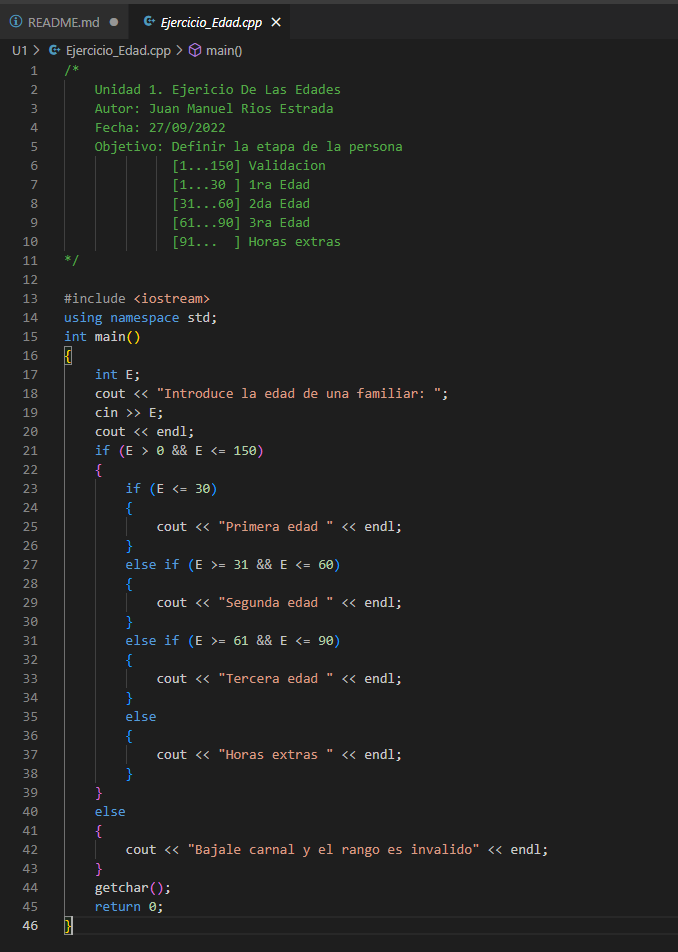 README.md
Ejercicio_Edad.cpp
U1 > Ejercicio_Edad.cpp > main()
1 /*
2 Unidad 1. Ejericio De Las Edades
3 Autor: Juan Manuel Rios Estrada
4 Fecha: 27/09/2022
5 Objetivo: Definir la etapa de la persona
6 [1...150] Validacion
7 [1...30 ] 1ra Edad
8 [31...60] 2da Edad
9 [61...90] 3ra Edad
10 [91...  ] Horas extras
11 */
12
13 #include <iostream>
14 using namespace std;
15 int main()
16 {
17 int E;
18 cout << "Introduce la edad de una familiar: ";
19 cin >> E;
20 cout << endl;
21 if (E > 0 && E <= 150)
22 {
23 if (E <= 30)
24 {
25 cout << "Primera edad " << endl;
26 }
27 else if (E >= 31 && E <= 60)
28 {
29 cout << "Segunda edad " << endl;
30 }
31 else if (E >= 61 && E <= 90)
32 {
33 cout << "Tercera edad " << endl;
34 }
35 else
36 {
37 cout << "Horas extras " << endl;
38 }
39 }
40 else
41 {
42 cout << "Bajale carnal y el rango es invalido" << endl;
43 }
44 getchar();
45 return 0;
46 }